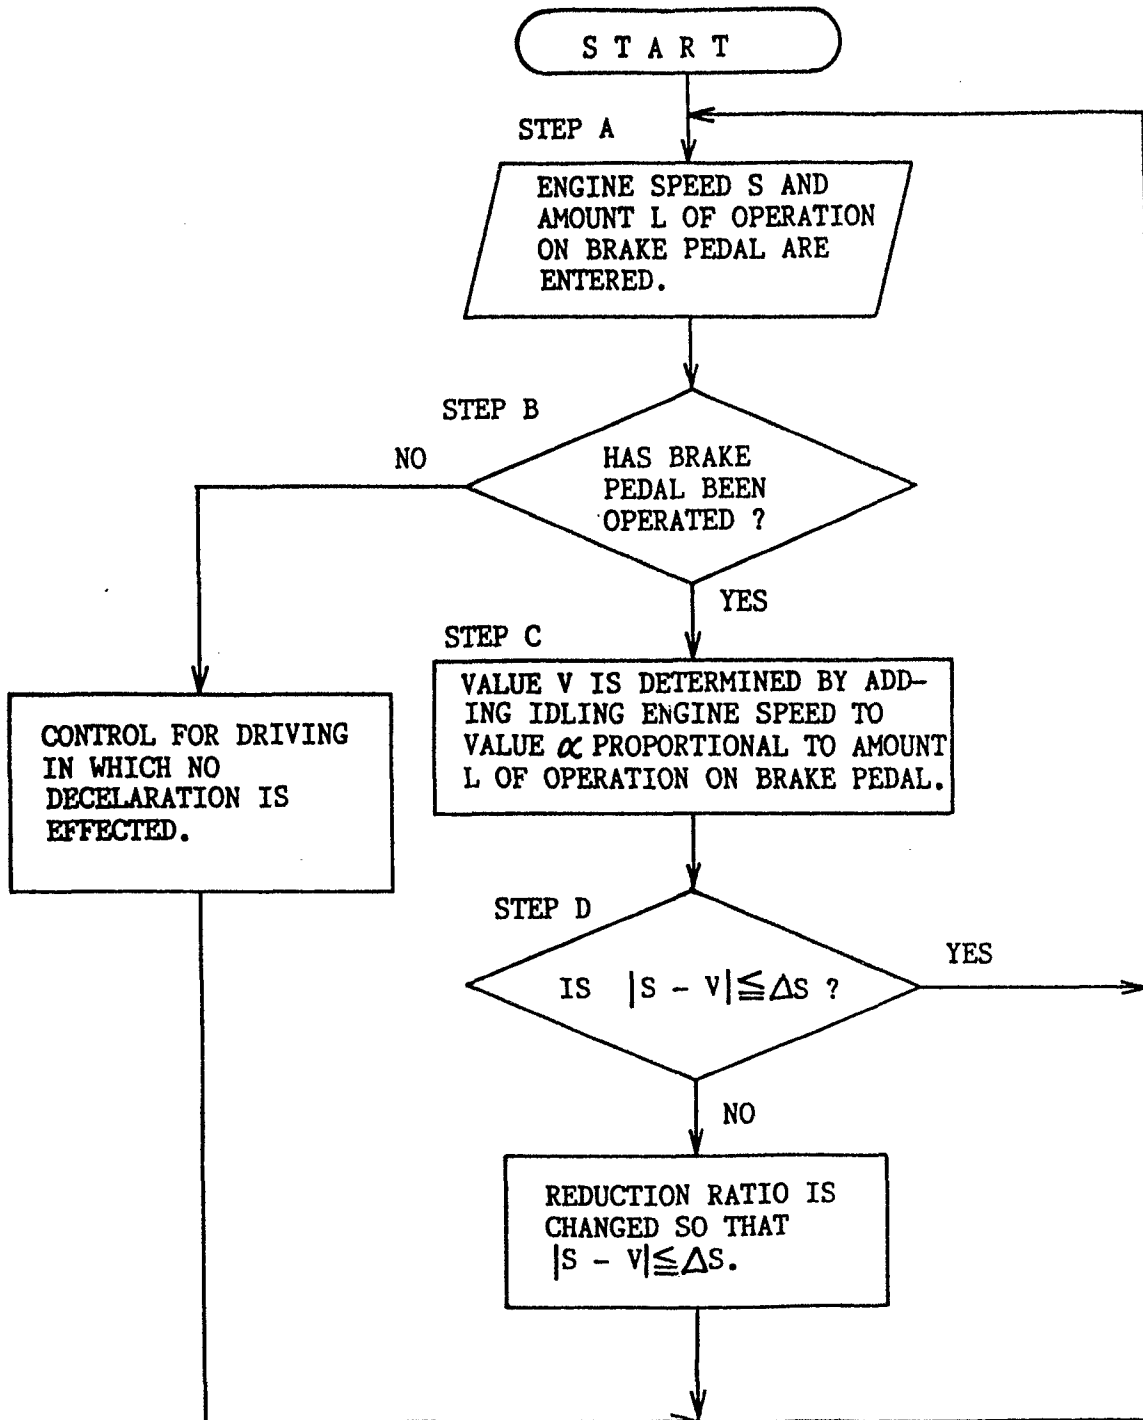 START
STEP A
ENGINE SPEED S AND
AMOUNT L OF OPERATION
ON BRAKE PEDAL ARE
ENTERED.
STEP B
NO
HAS BRAKE
PEDAL BEEN
OPERATED ?
YES
STEP C
VALUE V IS DETERMINED BY ADD-
ING IDLING ENGINE SPEED TO
VALUE α PROPORTIONAL TO AMOUNT
L OF OPERATION ON BRAKE PEDAL.
CONTROL FOR DRIVING
IN WHICH NO
DECELARATION IS
EFFECTED.
STEP D
IS |S - V|≦ΔS ?
YES
NO
REDUCTION RATIO IS
CHANGED SO THAT
|S - V|≦ΔS.